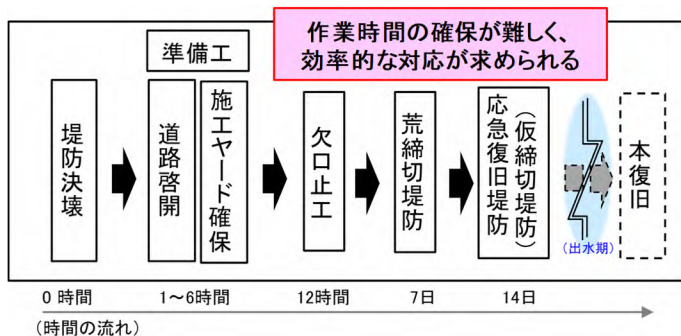 作業時間の確保が難しく、
効率的な対応が求められる
準備工
堤防決壊
道路啓開
施工ヤード確保
欠口止工
荒締切堤防
応急復旧堤防
（仮締切堤防）
(出水期)
本復旧
0 時間
1～6時間
12時間
7日
14日
(時間の流れ)